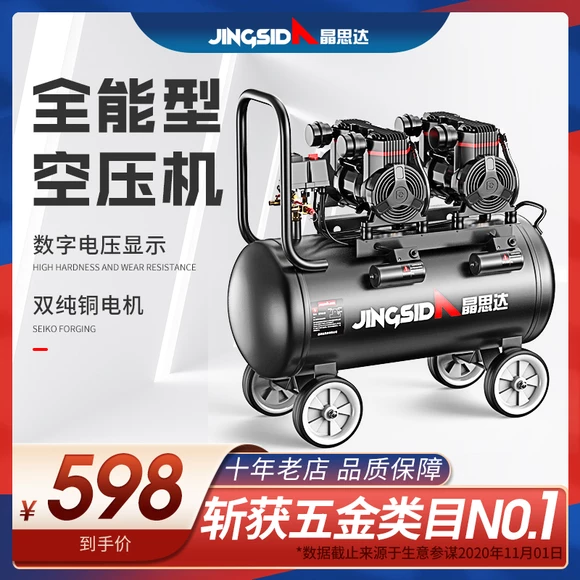 JINGSIDA 晶思达
全能型
空压机
数字电压显示
HIGH HARDNESS AND WEAR RESISTANCE
双纯铜电机
SEIKO FORGING
JINGSIDA 晶思达
¥598
到手价
十年老店 品质保障
斩获五金类目NO.1
*数据截止来源于生意参谋2020年11月01日